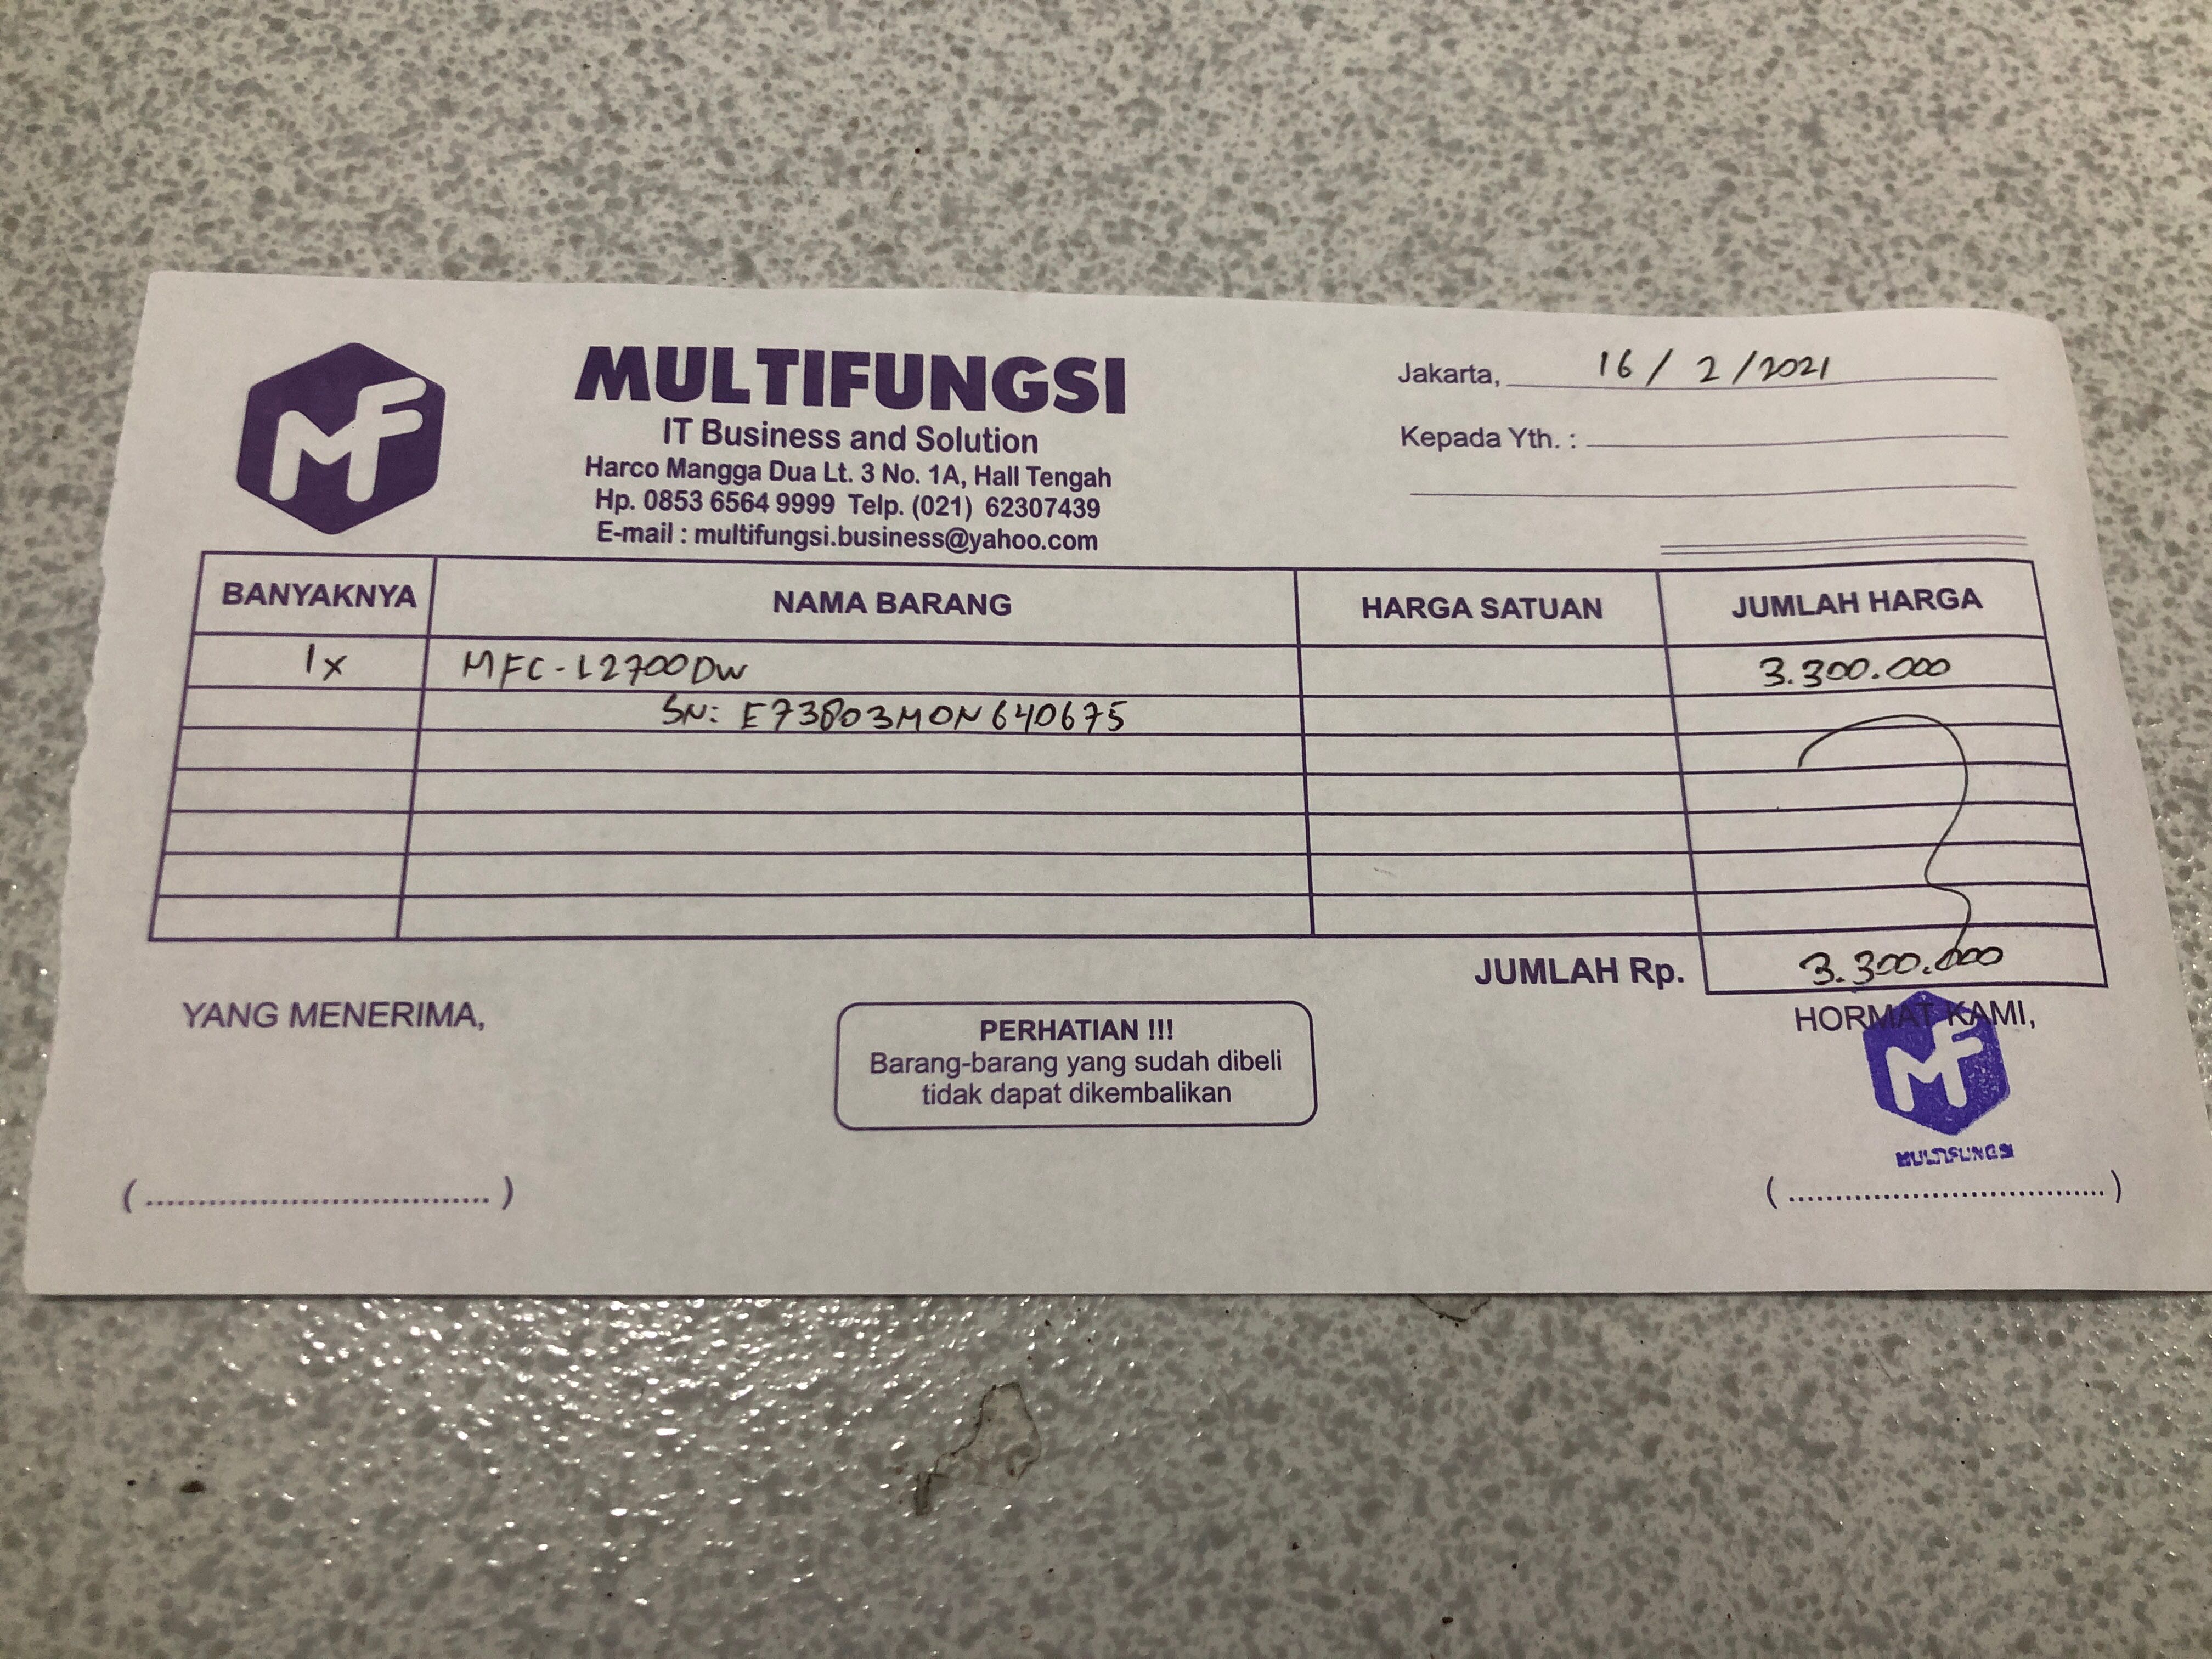 MF
MULTIFUNGSI
IT Business and Solution
Harco Mangga Dua Lt. 3 No. 1A, Hall Tengah
Hp. 0853 6564 9999 Telp. (021) 62307439
E-mail : multifungsi.business@yahoo.com
Jakarta, 16 / 2 / 2021
Kepada Yth. :
BANYAKNYA NAMA BARANG HARGA SATUAN JUMLAH HARGA
1x MFC-L2700DW 3.300.000
SN: E73803M0N640675
JUMLAH Rp. 3.300.000
YANG MENERIMA,
PERHATIAN !!!
Barang-barang yang sudah dibeli
tidak dapat dikembalikan
HORMAT KAMI,
MF
MULTIFUNGSI
(....................................)
(....................................)